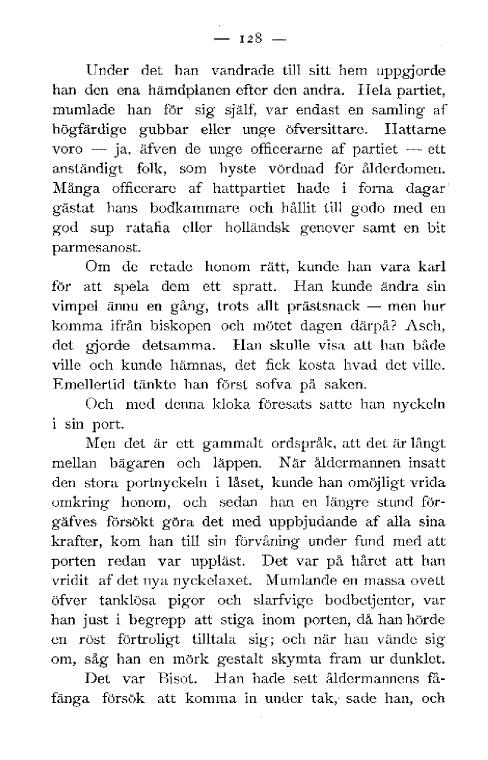 — 128 —
Under det han vandrade till sitt hem uppgjorde
han den ena hämdplanen efter den andra. Hela partiet,
mumlade han för sig själf, var endast en samling af
högfärdige gubbar eller unge öfversittare. Hattarne
voro — ja, äfven de unge officerarne af partiet — ett
anständigt folk, som hyste vördnad för ålderdomen.
Många officerare af hattpartiet hade i forna dagar
gästat hans bodkammare och hållit till godo med en
god sup ratafia eller holländsk genever samt en bit
parmesanost.
Om de retade honom rätt, kunde han vara karl
för att spela dem ett spratt. Han kunde ändra sin
vimpel ännu en gång, trots allt prästsnack — men hur
komma ifrån biskopen och mötet dagen därpå? Asch,
det gjorde detsamma. Han skulle visa att han både
ville och kunde hämnas, det fick kosta hvad det ville.
Emellertid tänkte han först sofva på saken.
Och med denna kloka föresats satte han nyckeln
i sin port.
Men det är ett gammalt ordspråk, att det är långt
mellan bägaren och läppen. När åldermannen insatt
den stora portnyckeln i låset, kunde han omöjligt vrida
omkring honom, och sedan han en längre stund för-
gäfves försökt göra det med uppbjudande af alla sina
krafter, kom han till sin förvåning under fund med att
porten redan var uppläst. Det var på håret att han
vridit af det nya nyckelaxet. Mumlande en massa ovett
öfver tanklösa pigor och slarfvige bodbetjenter, var
han just i begrepp att stiga inom porten, då han hörde
en röst förtroligt tilltala sig; och när han vände sig
om, såg han en mörk gestalt skymta fram ur dunklet.
Det var Bisot. Han hade sett åldermannens få-
fänga försök att komma in under tak, sade han, och